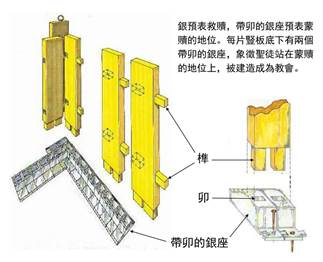 銀預表救贖，帶卯的銀座預表蒙
贖的地位。每片豎板底下有兩個
帶卯的銀座，象徵聖徒站在蒙贖
的地位上，被建造成為教會。
榫
卯
帶卯的銀座